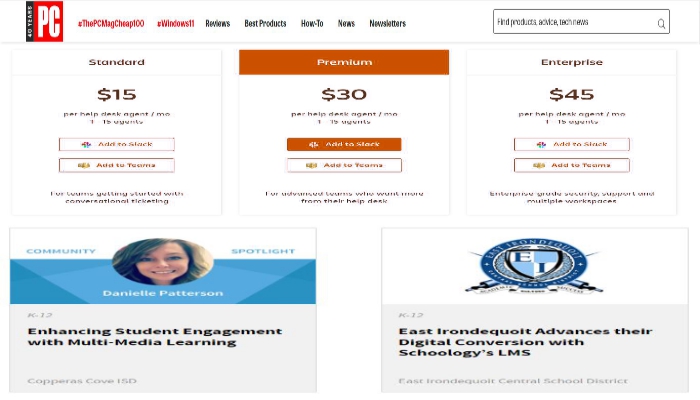 40 YEARS
PC
#ThePCMagCheap100 #Windows11 Reviews Best Products How-To News Newsletters
Find products, advice, tech news
Standard
$15
per help desk agent / mo
1 - 15 agents
Add to Slack
Add to Teams
For teams getting started with
conversational ticketing
Premium
$30
per help desk agent / mo
1 - 15 agents
Add to Slack
Add to Teams
For advanced teams who want more
from their help desk
Enterprise
$45
per help desk agent / mo
1 - 15 agents
Add to Slack
Add to Teams
Enterprise-grade security, support and
multiple workspaces
COMMUNITY SPOTLIGHT
Danielle Patterson
K-12
Enhancing Student Engagement
with Multi-Media Learning
Copperas Cove ISD
EAST IRONDEQUOIT
EI
K-12
East Irondequoit Advances their
Digital Conversion with
Schoology's LMS
East Irondequoit Central School District